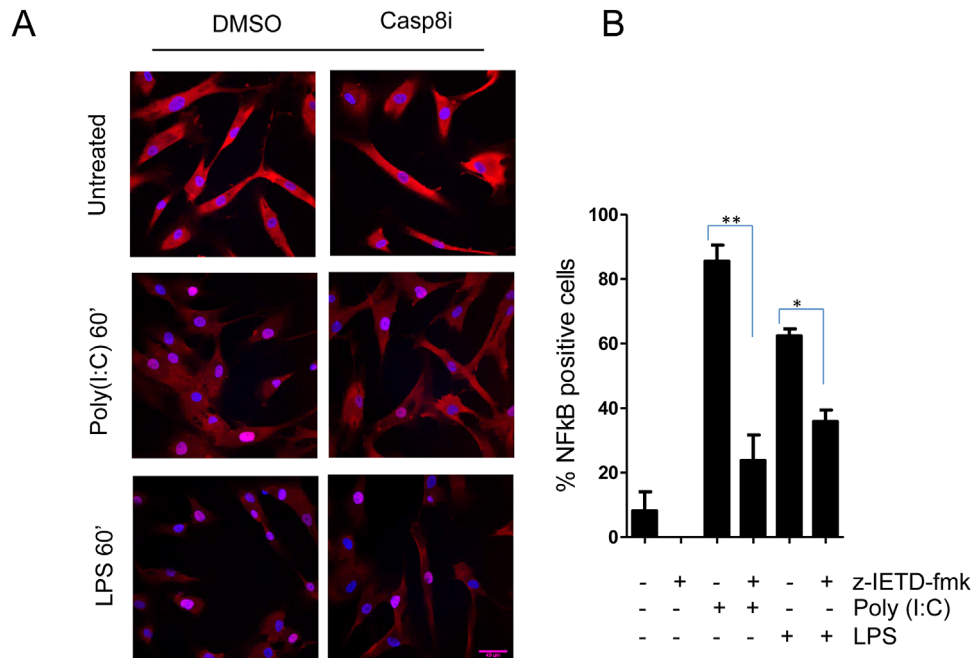 A
DMSO
Casp8i
Untreated
Poly(I:C) 60’
LPS 60’
B
% NFkB positive cells
100
80
60
40
20
0
**
*
- + - + - + z-IETD-fmk
- - + + - - Poly (I:C)
- - - - + + LPS